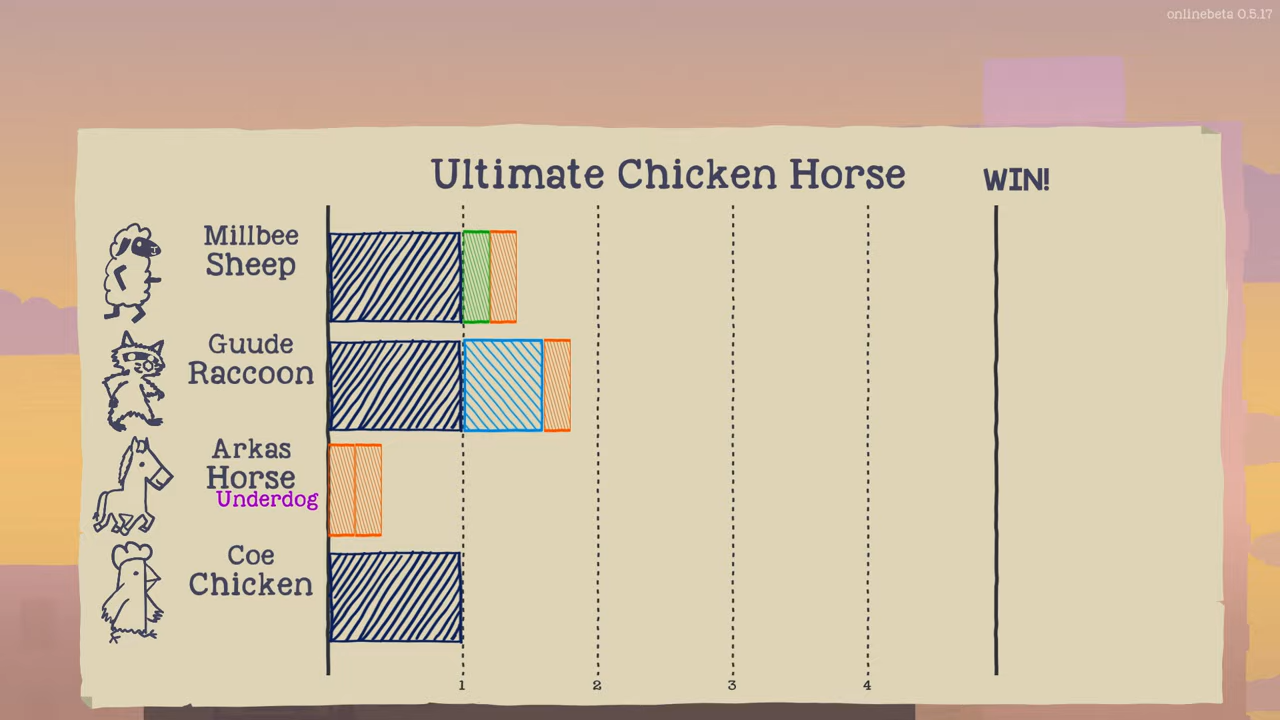 onlinebeta 0.5.17
Ultimate Chicken Horse
WIN!
Millbee
Sheep
Guude
Raccoon
Arkas
Horse
Underdog
Coe
Chicken
1 2 3 4